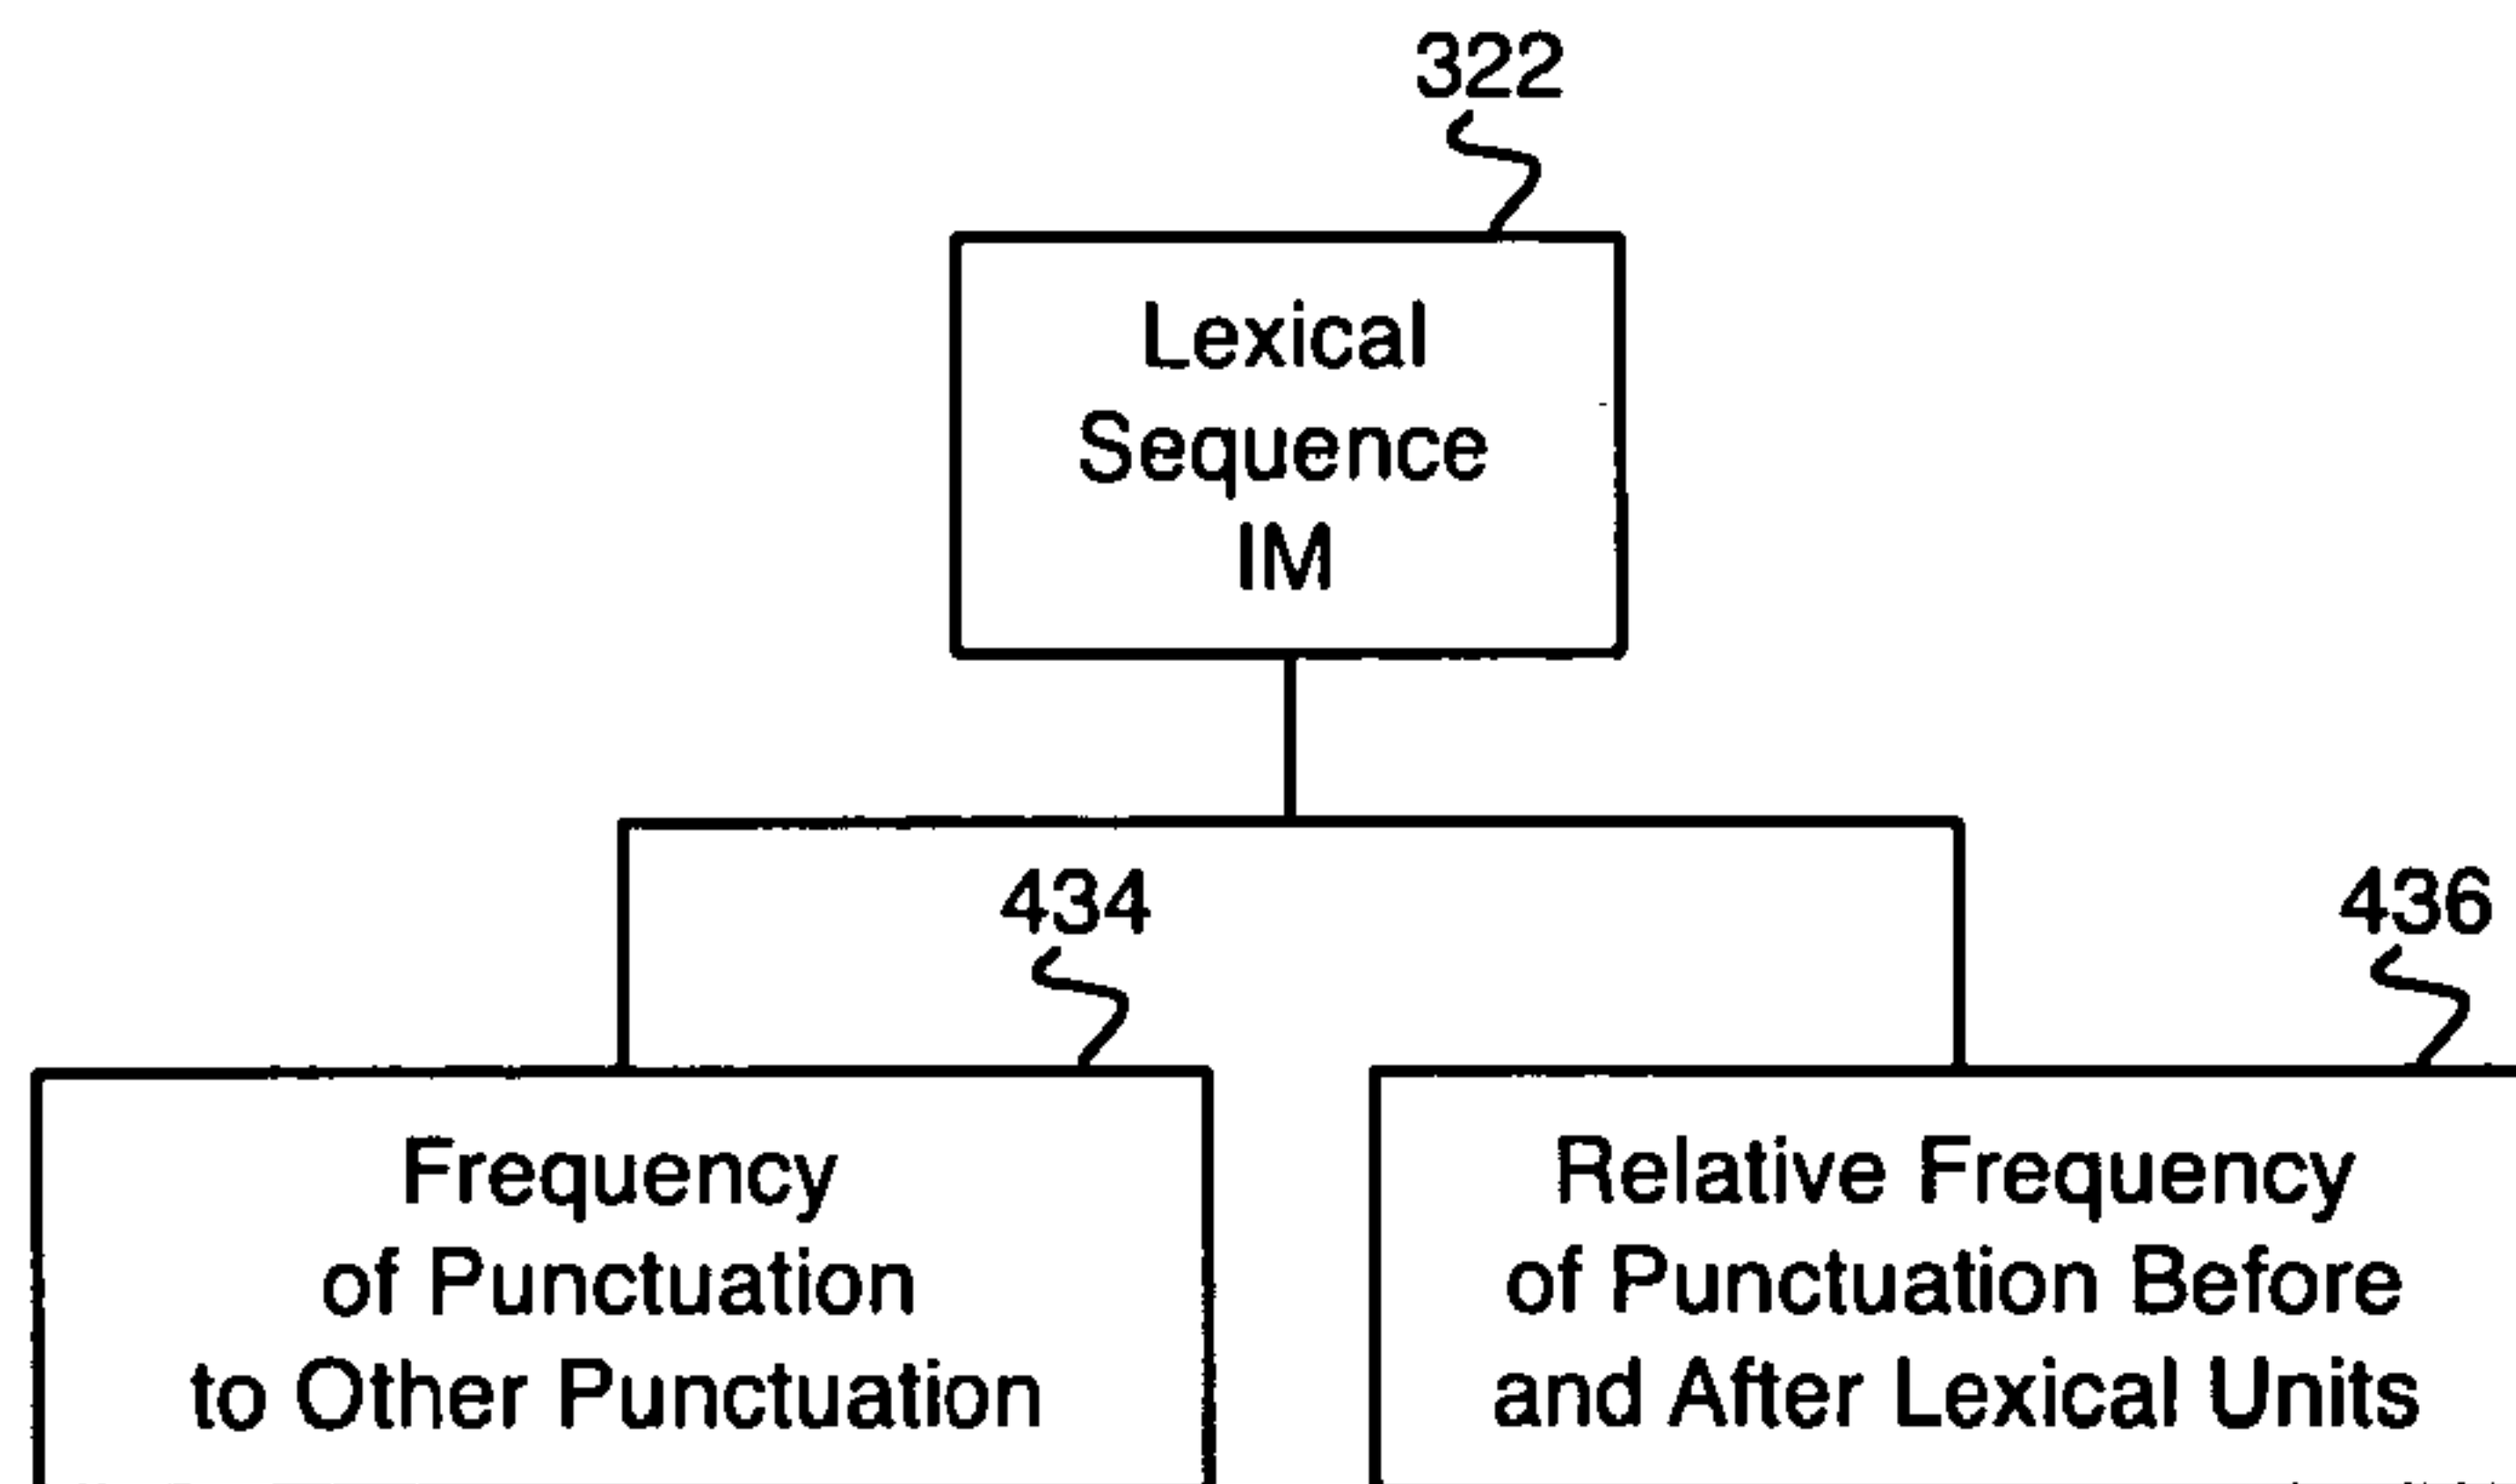 322
Lexical
Sequence
IM
434
436
Frequency
of Punctuation
to Other Punctuation
Relative Frequency
of Punctuation Before
and After Lexical Units